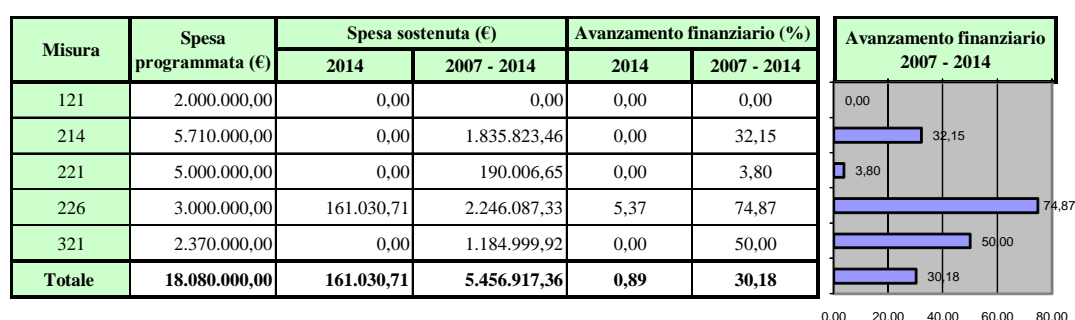 Misura Spesa programmata (€) Spesa sostenuta (€) Avanzamento finanziario (%)
2014 2007 - 2014 2014 2007 - 2014
121 2.000.000,00 0,00 0,00 0,00 0,00
214 5.710.000,00 0,00 1.835.823,46 0,00 32,15
221 5.000.000,00 0,00 190.006,65 0,00 3,80
226 3.000.000,00 161.030,71 2.246.087,33 5,37 74,87
321 2.370.000,00 0,00 1.184.999,92 0,00 50,00
Totale 18.080.000,00 161.030,71 5.456.917,36 0,89 30,18
Avanzamento finanziario
2007 - 2014
0,00
32,15
3,80
74,87
50,00
30,18
0,00 20,00 40,00 60,00 80,00